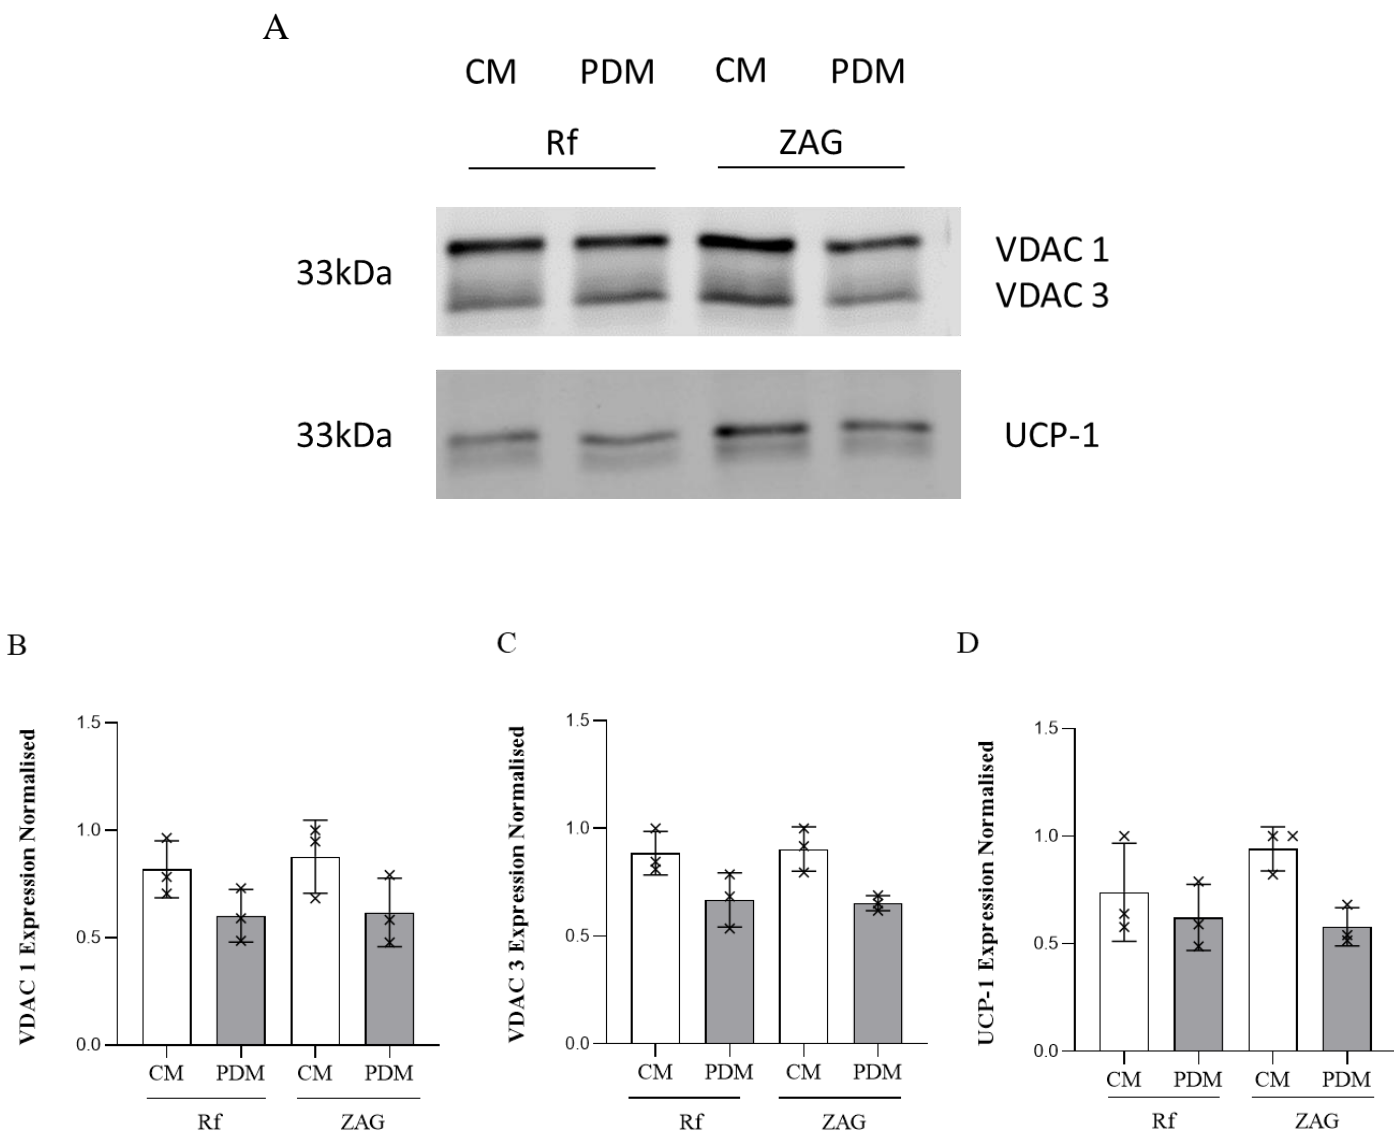 A
CM PDM CM PDM
Rf ZAG
33kDa
VDAC 1
VDAC 3
33kDa
UCP-1
B
VDAC 1 Expression Normalised
1.5
1.0
0.5
0.0
CM PDM CM PDM
Rf ZAG
C
VDAC 3 Expression Normalised
1.5
1.0
0.5
0.0
CM PDM CM PDM
Rf ZAG
D
UCP-1 Expression Normalised
1.5
1.0
0.5
0.0
CM PDM CM PDM
Rf ZAG